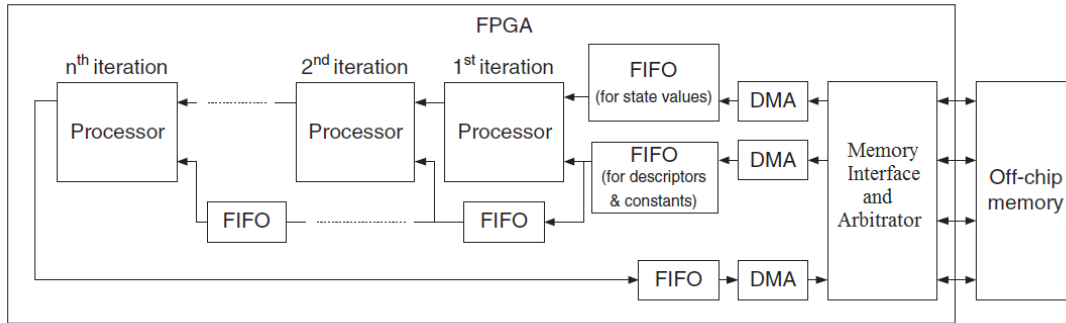 FPGA
nth iteration
2nd iteration
1st iteration
FIFO
(for state values)
DMA
Processor
Processor
Processor
FIFO
(for descriptors
& constants)
DMA
Memory
Interface
and
Arbitrator
Off-chip
memory
FIFO
FIFO
FIFO
DMA